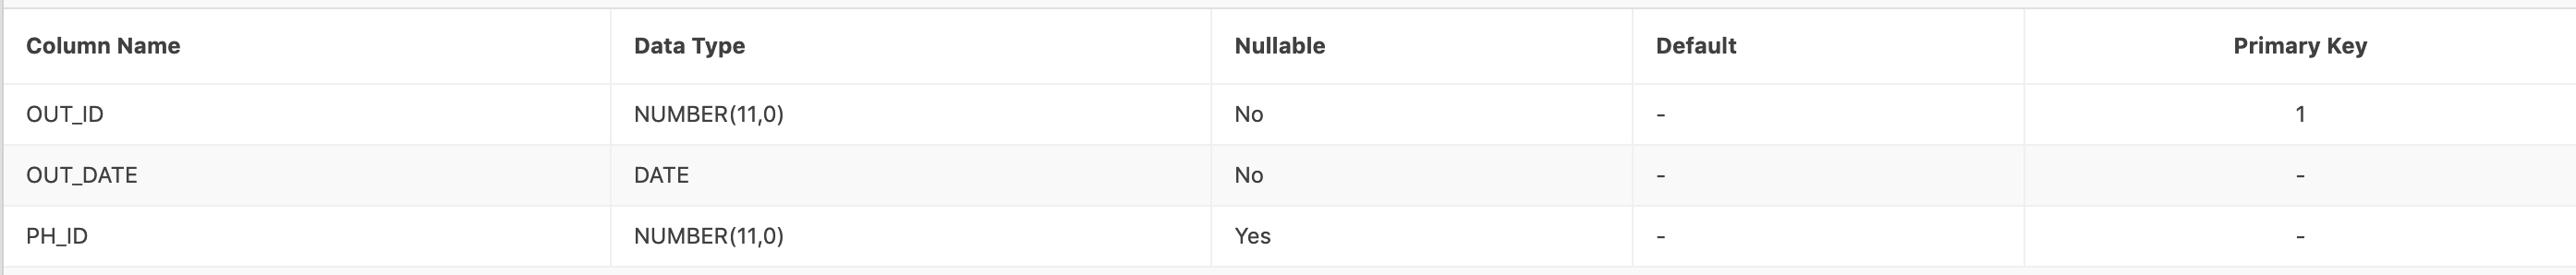 Column Name Data Type Nullable Default Primary Key
OUT_ID NUMBER(11,0) No - 1
OUT_DATE DATE No - -
PH_ID NUMBER(11,0) Yes - -